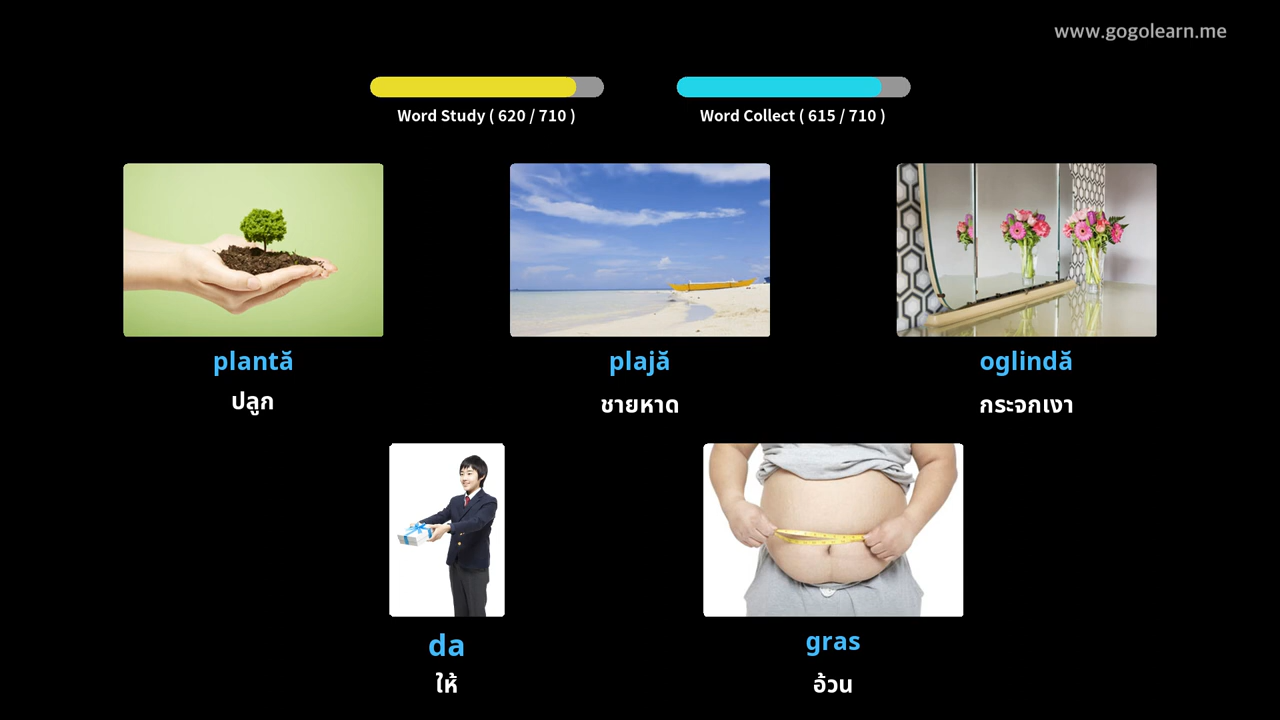 www.gogolearn.me
Word Study ( 620 / 710 )
Word Collect ( 615 / 710 )
plantă
plajă
oglindă
ปลูก
ชายหาด
กระจกเงา
da
gras
ให้
อ้วน